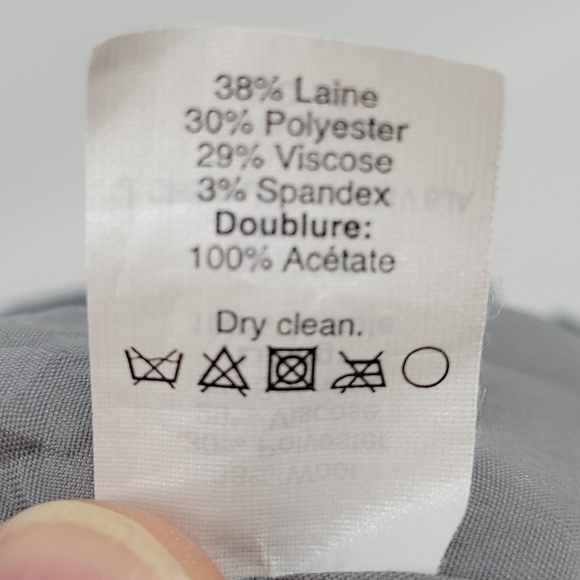 38% Laine
30% Polyester
29% Viscose
3% Spandex
Doublure:
100% Acétate
Dry clean.